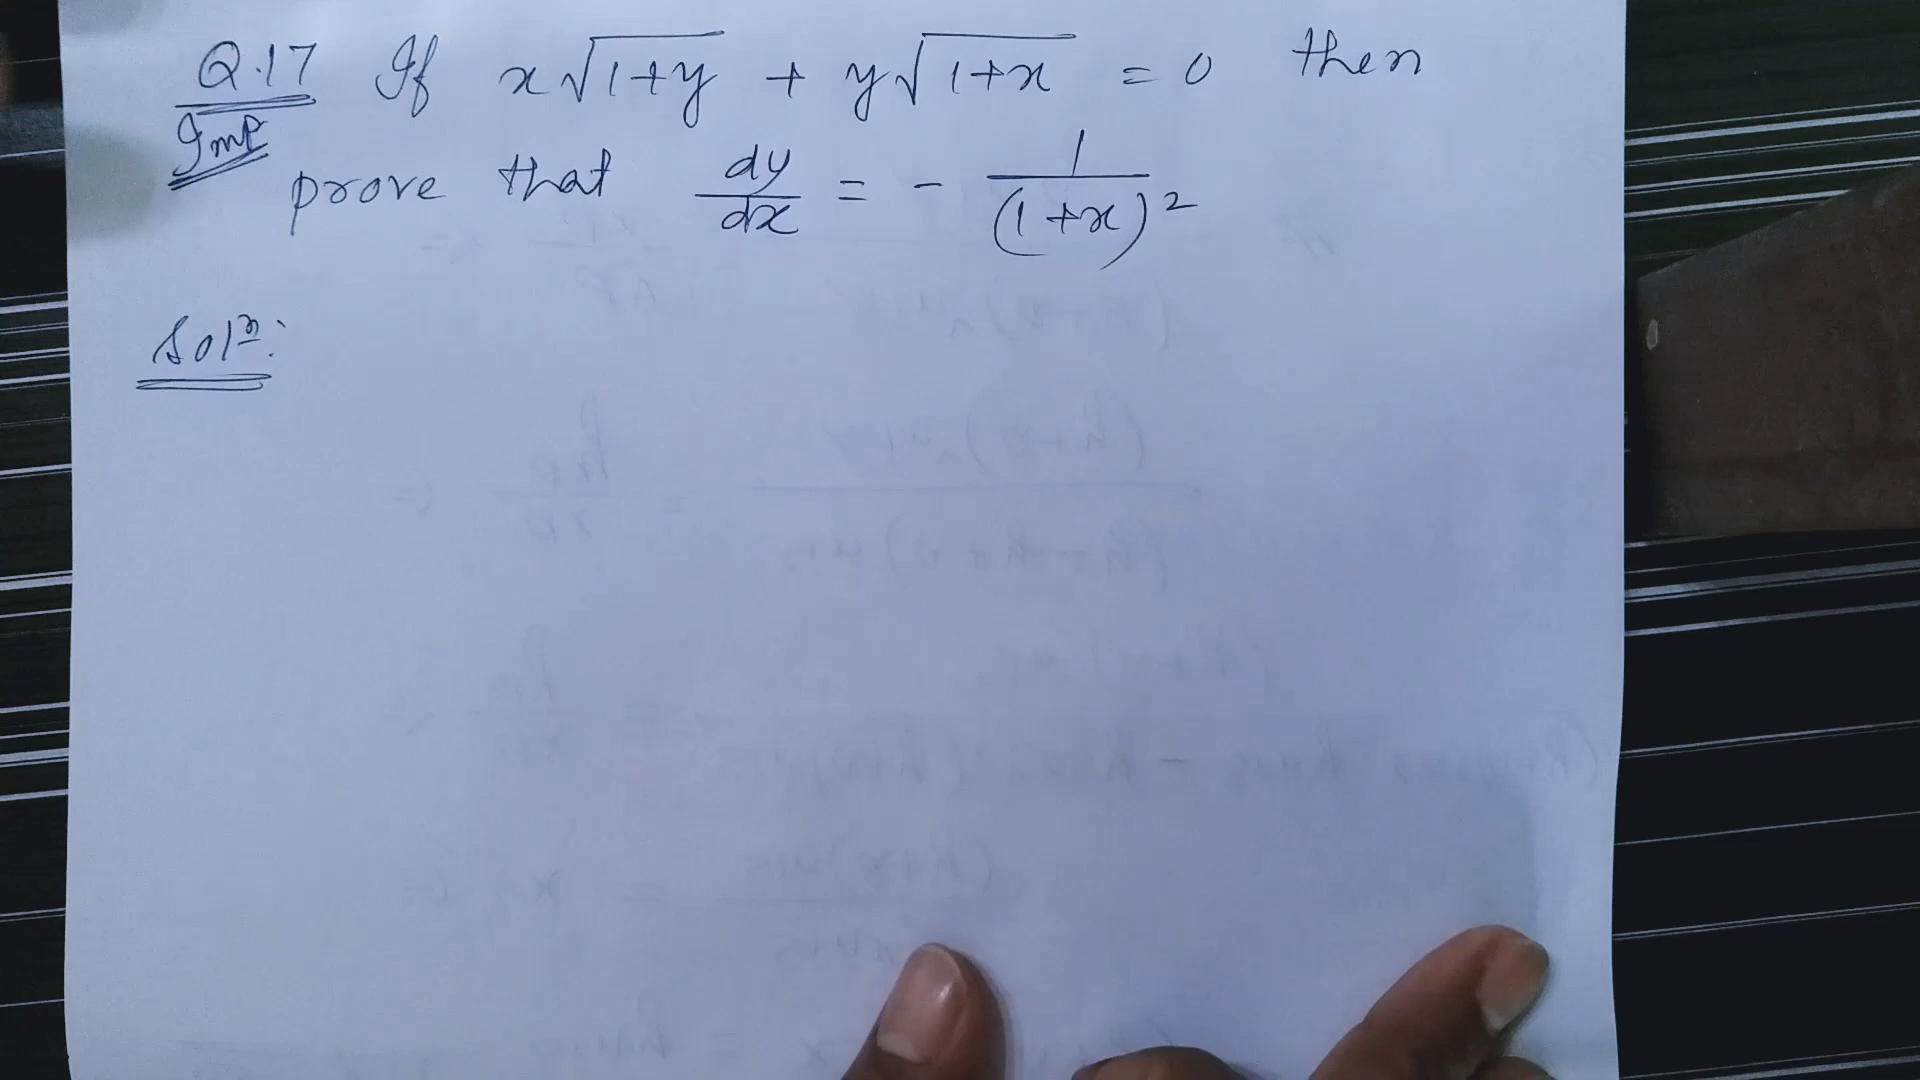 Q.17 If x√(1+y) + y√(1+x) = 0 then
Imp
prove that dy/dx = - 1/(1+x)²
Solⁿ: